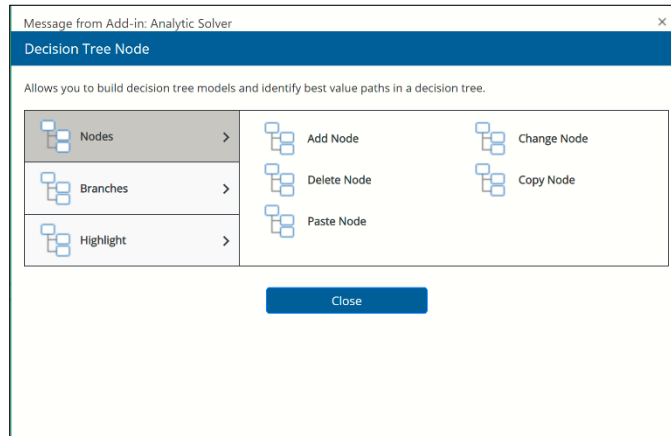 Message from Add-in: Analytic Solver
Decision Tree Node
Allows you to build decision tree models and identify best value paths in a decision tree.
Nodes
Add Node
Change Node
Branches
Delete Node
Copy Node
Highlight
Paste Node
Close